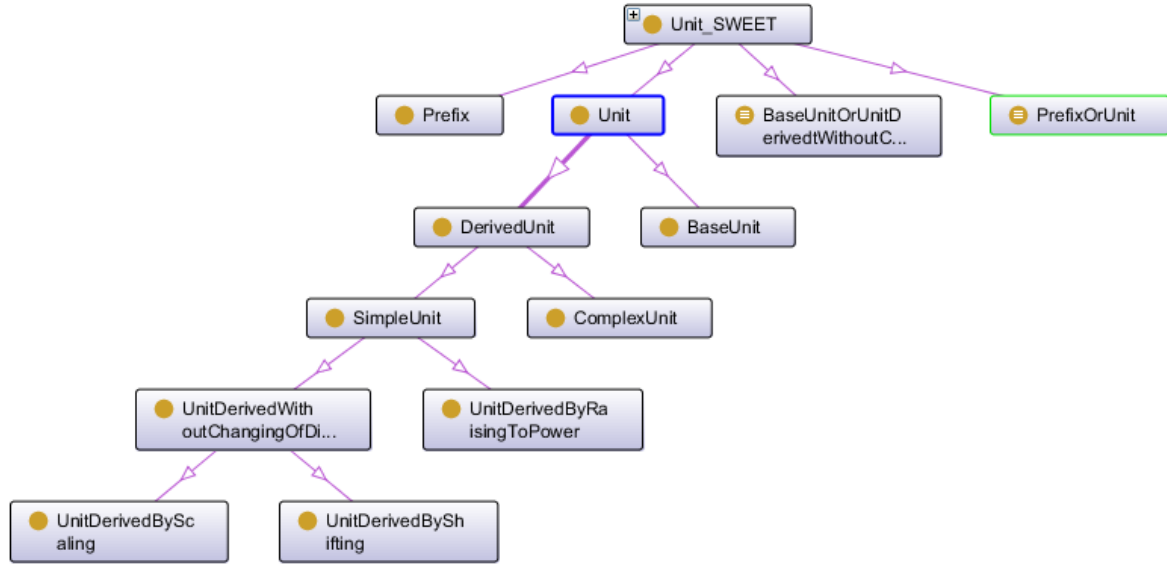 Unit_SWEET
Prefix
Unit
BaseUnitOrUnitD
erivedtWithoutC...
PrefixOrUnit
DerivedUnit
BaseUnit
SimpleUnit
ComplexUnit
UnitDerivedWith
outChangingOfDi...
UnitDerivedByRa
isingToPower
UnitDerivedBySc
aling
UnitDerivedBySh
ifting